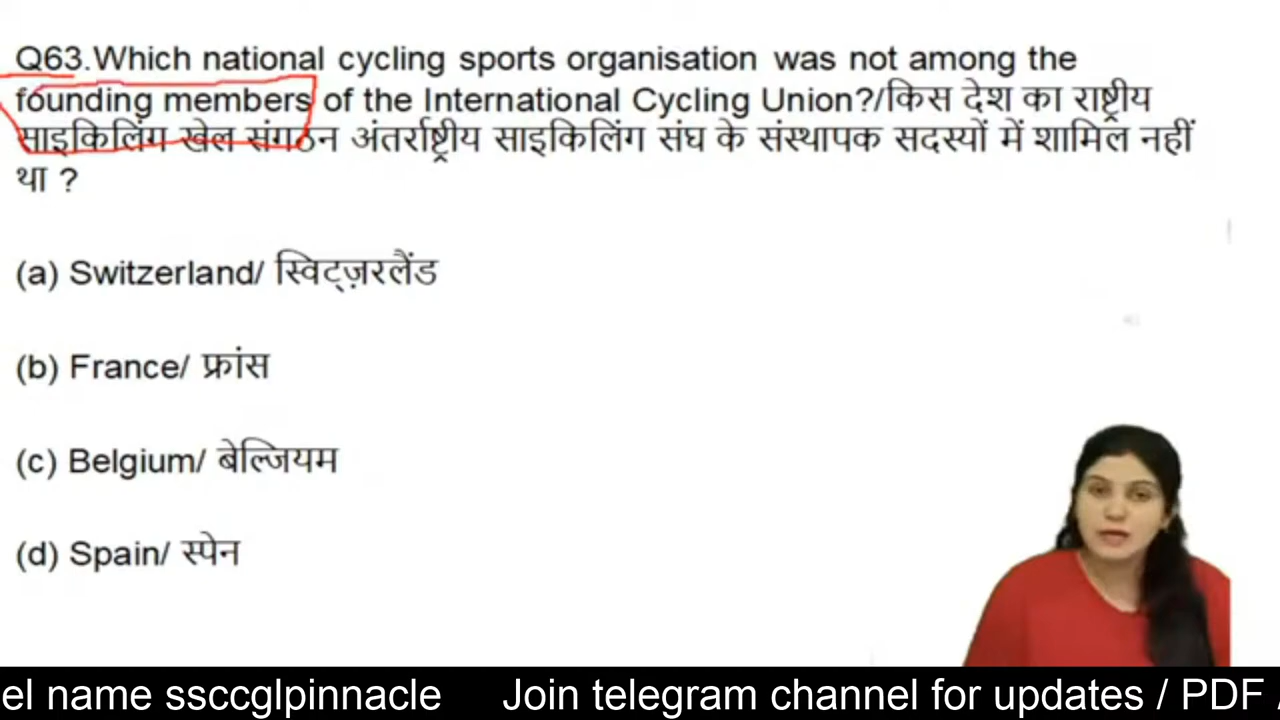 Q63.Which national cycling sports organisation was not among the
founding members of the International Cycling Union?/किस देश का राष्ट्रीय
साइकिलिंग खेल संगठन अंतर्राष्ट्रीय साइकिलिंग संघ के संस्थापक सदस्यों में शामिल नहीं
था ?
(a) Switzerland/ स्विट्ज़रलैंड
(b) France/ फ्रांस
(c) Belgium/ बेल्जियम
(d) Spain/ स्पेन
el name ssccglpinnacle Join telegram channel for updates / PDF